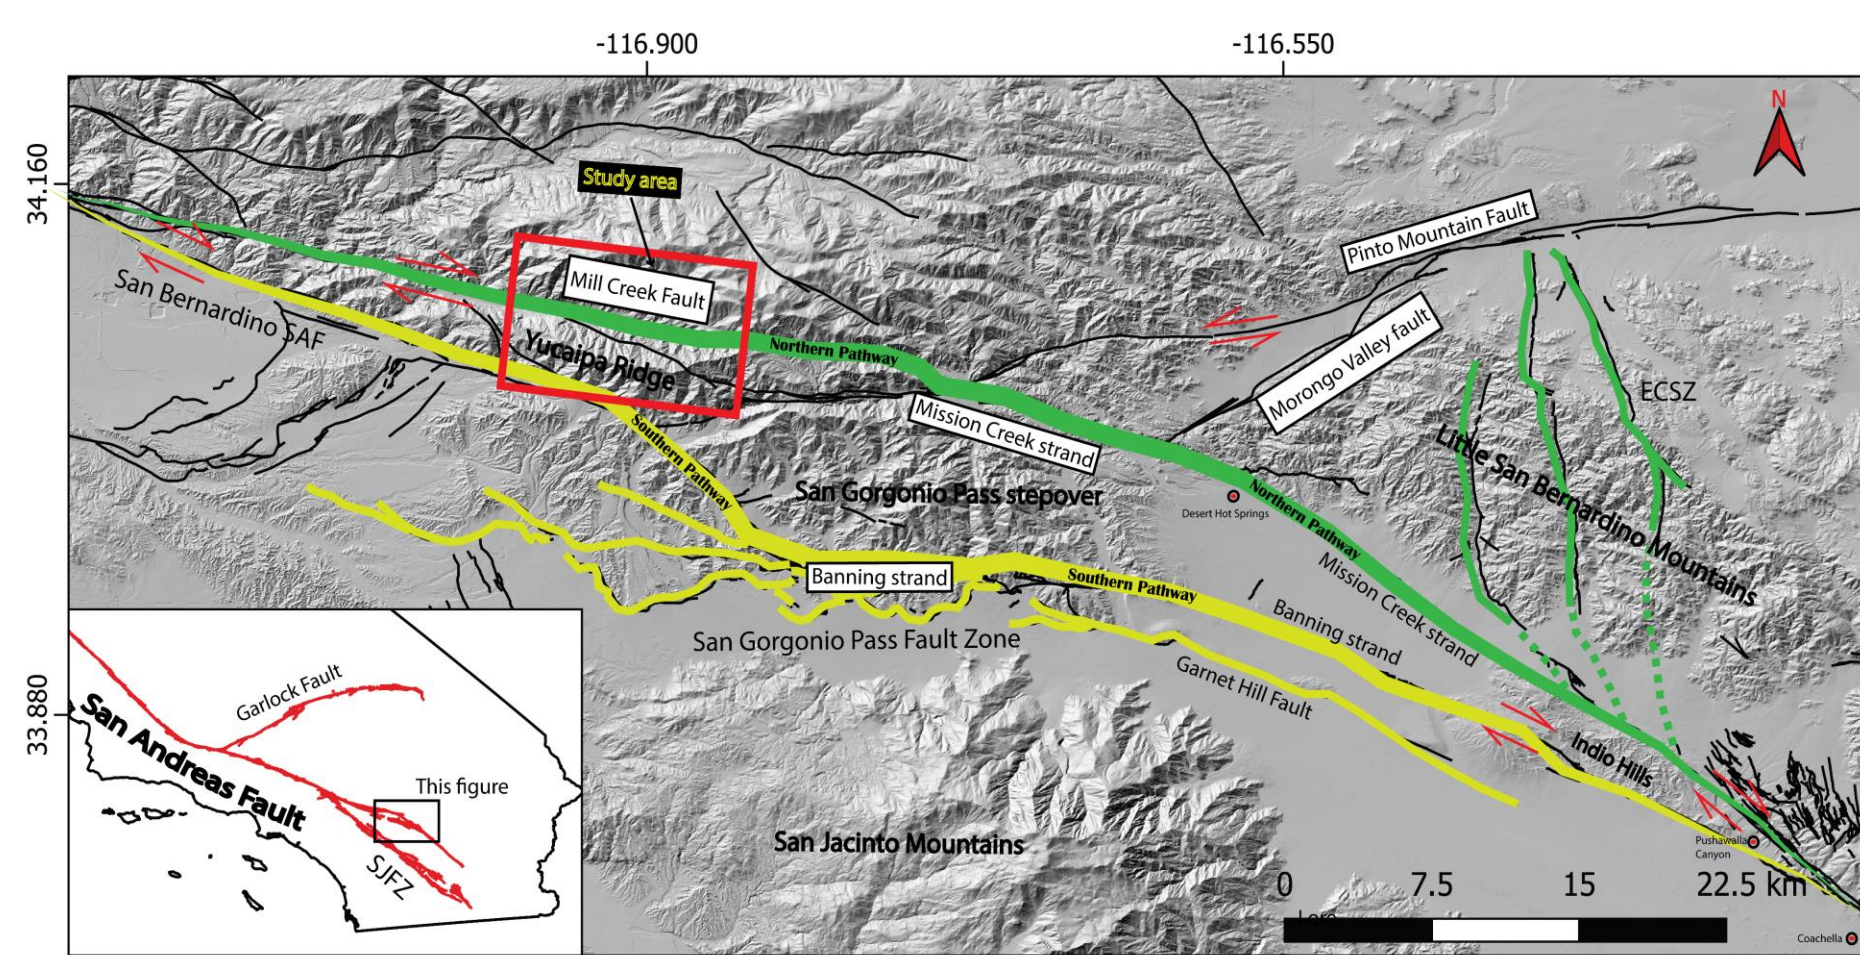 -116.900
-116.550
34.160
33.880
N
Study area
Pinto Mountain Fault
Mill Creek Fault
San Bernardino SAF
Yucaipa Ridge
Northern Pathway
Morongo Valley fault
ECSZ
Mission Creek strand
Southern Pathway
Little San Bernardino Mountains
San Gorgonio Pass stepover
Desert Hot Springs
Northern Pathway
Mission Creek strand
Banning strand
Southern Pathway
Banning strand
San Gorgonio Pass Fault Zone
Garnet Hill Fault
Indio Hills
San Jacinto Mountains
Pushawalla
Canyon
Coachella
0 7.5 15 22.5 km
Garlock Fault
San Andreas Fault
This figure
SJFZ